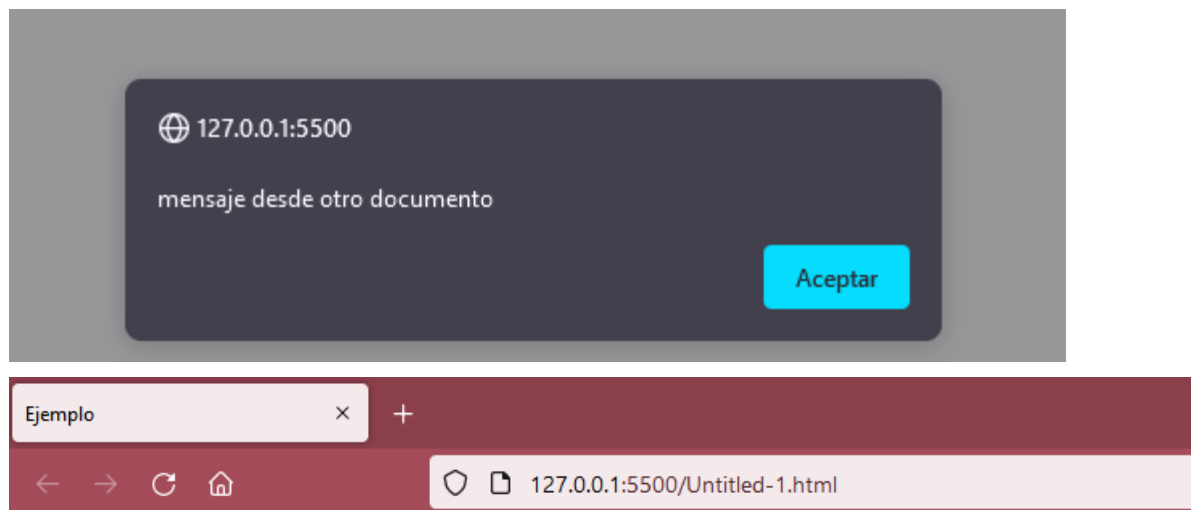 127.0.0.1:5500
mensaje desde otro documento
Aceptar
Ejemplo
127.0.0.1:5500/Untitled-1.html